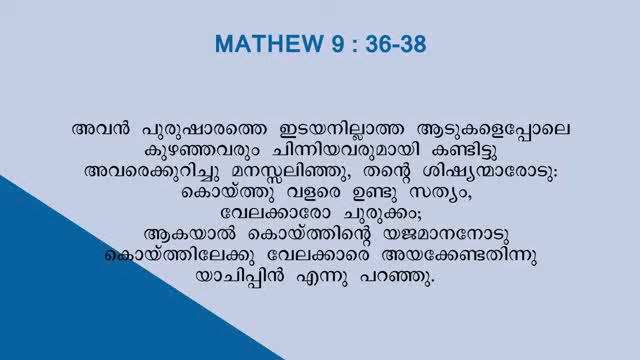 MATHEW 9 : 36-38
അവൻ പുരുഷാരത്തെ ഇടയനില്ലാത്ത ആടുകളെപ്പോലെ
കുഴഞ്ഞവരും ചിന്നിയവരുമായി കണ്ടിട്ടു
അവരെക്കുറിച്ചു മനസ്സലിഞ്ഞു, തന്റെ ശിഷ്യന്മാരോടു:
കൊയ്ത്തു വളരെ ഉണ്ടു സത്യം,
വേലക്കാരോ ചുരുക്കം;
ആകയാൽ കൊയ്ത്തിന്റെ യജമാനനോടു
കൊയ്ത്തിലേക്കു വേലക്കാരെ അയക്കേണ്ടതിന്നു
യാചിപ്പിൻ എന്നു പറഞ്ഞു.